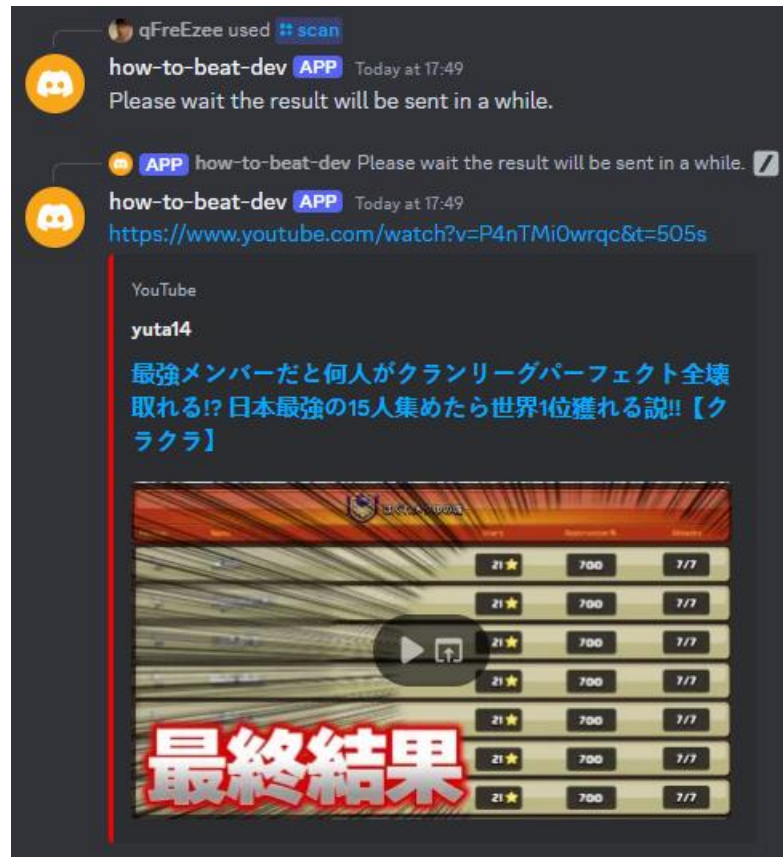 qFreEzee used scan
how-to-beat-dev APP Today at 17:49
Please wait the result will be sent in a while.
APP how-to-beat-dev Please wait the result will be sent in a while.
how-to-beat-dev APP Today at 17:49
https://www.youtube.com/watch?v=P4nTMi0wrqc&t=505s
YouTube
yuta14
最強メンバーだと何人がクランリーグパーフェクト全壊
取れる!? 日本最強の15人集めたら世界1位獲れる説!!【ク
ラクラ】
21 700 7/7
21 700 7/7
21 700 7/7
21 700 7/7
21 700 7/7
21 700 7/7
21 700 7/7
最終結果